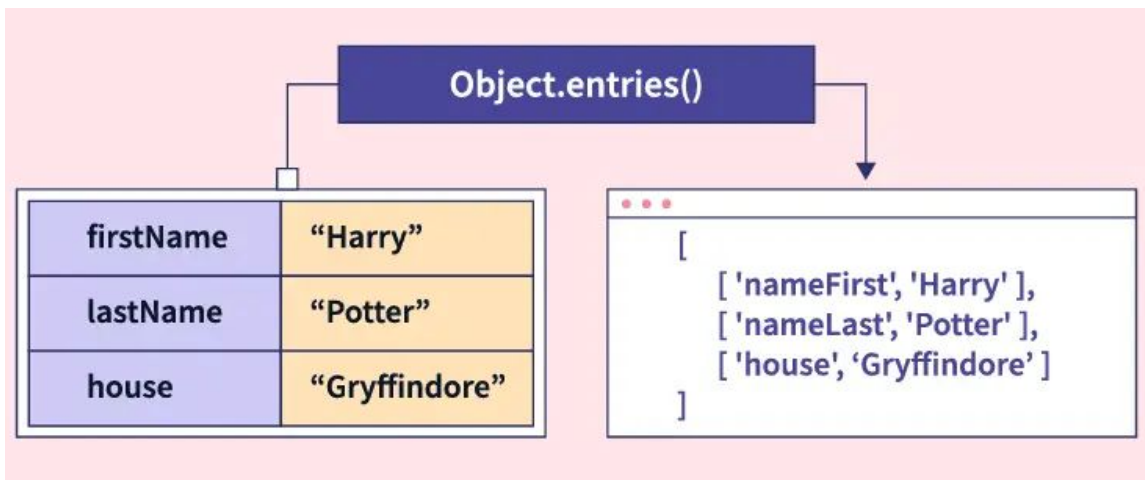 Object.entries()
firstName “Harry”
lastName “Potter”
house “Gryffindore”
[
[ 'nameFirst', 'Harry' ],
[ 'nameLast', 'Potter' ],
[ 'house', ‘Gryffindore’ ]
]